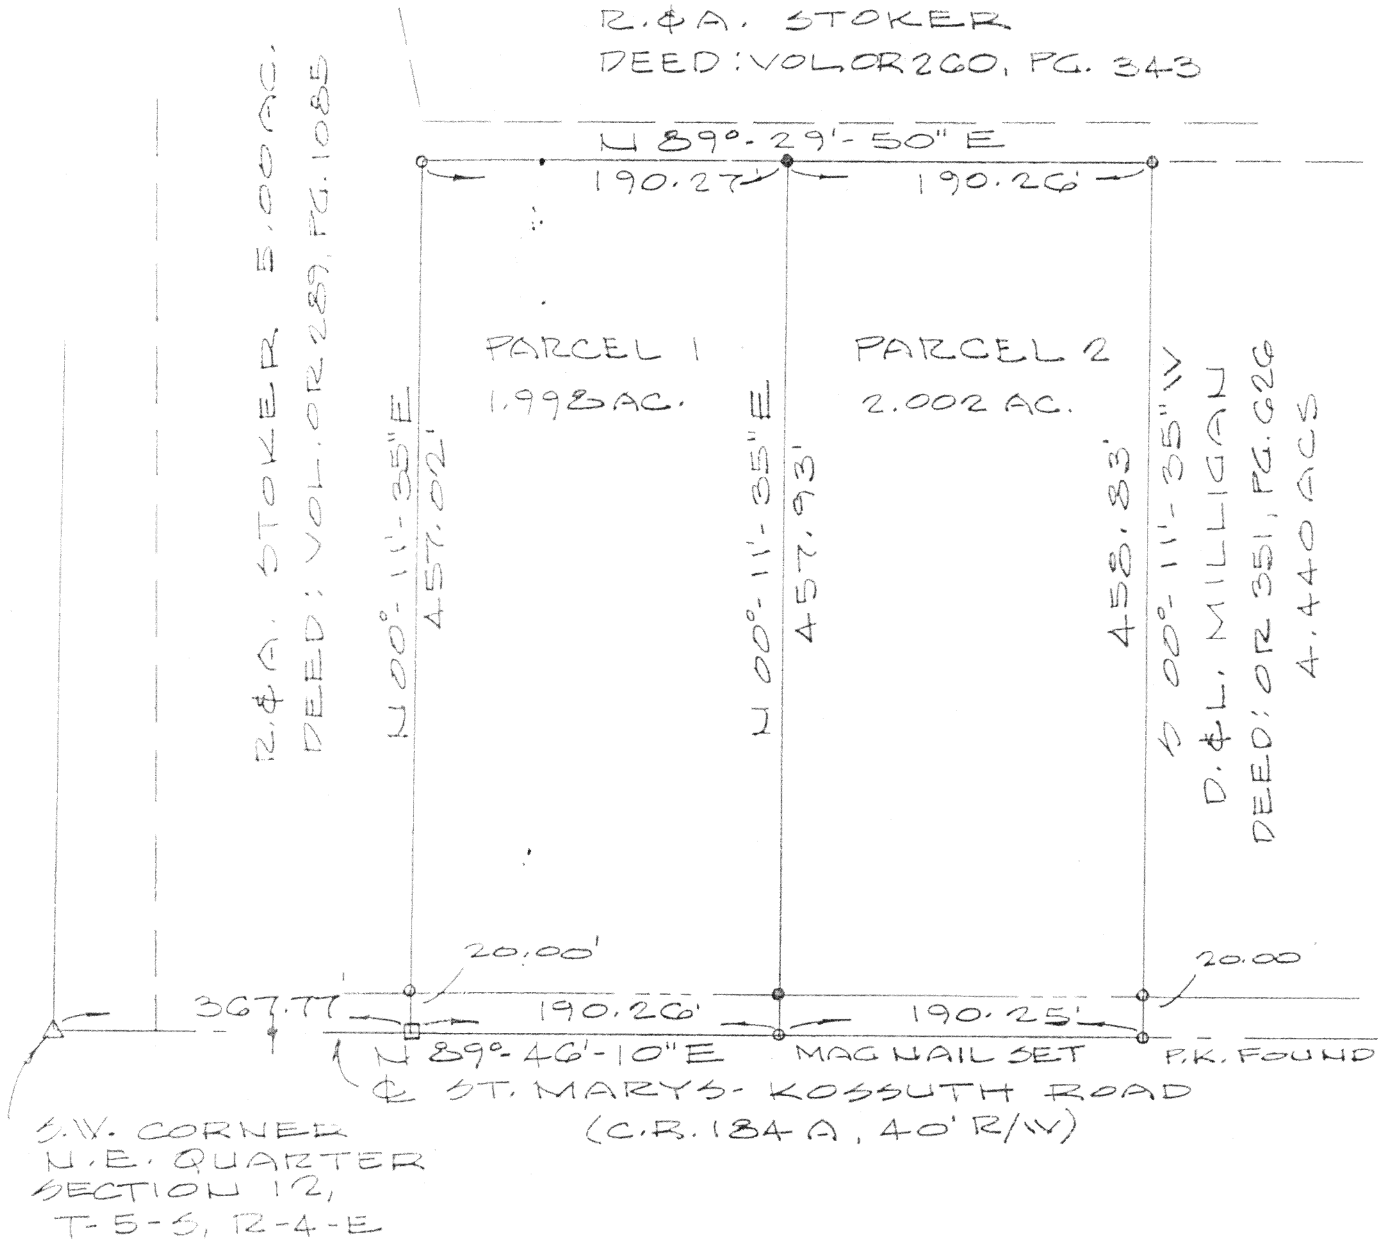 R. & A. STOKER
DEED: VOL. OR 260, PG. 343
R. & A. STOKER 5.00 AC.
DEED: VOL. OR 289, PG. 1085
N 89°-29'-50" E
190.27'
190.26'
PARCEL 1
1.998 AC.
PARCEL 2
2.002 AC.
N 00°-11'-35" E
457.02'
N 00°-11'-35" E
457.93'
458.83'
S 00°-11'-35" W
D. & L. MILLIGAN
DEED: OR 351, PG. 626
4.440 ACS
20.00'
20.00
367.77'
190.26'
190.25'
N 89°-46'-10" E
MAG NAIL SET
P.K. FOUND
℄ ST. MARYS - KOSSUTH ROAD
(C.R. 184 A, 40' R/W)
S.W. CORNER
N.E. QUARTER
SECTION 12,
T-5-S, R-4-E